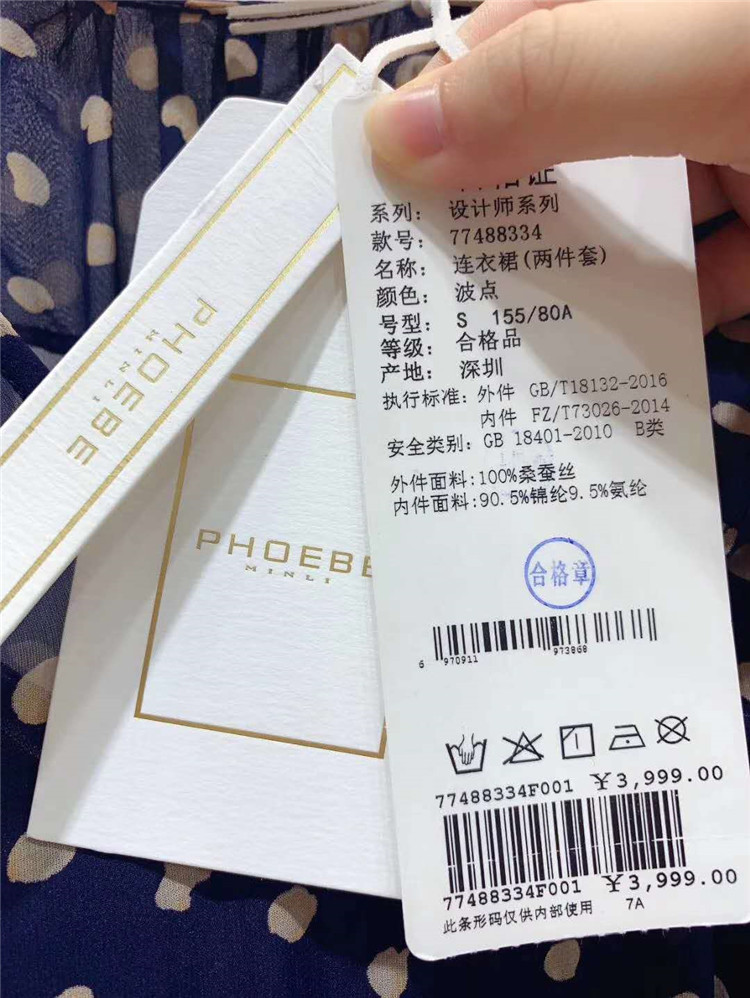 PHOEBE
MINLI
PHOEBE
MINLI
系列: 设计师系列
款号: 77488334
名称: 连衣裙(两件套)
颜色: 波点
号型: S 155/80A
等级: 合格品
产地: 深圳
执行标准: 外件 GB/T18132-2016
内件 FZ/T73026-2014
安全类别: GB 18401-2010 B类
外件面料:100%桑蚕丝
内件面料:90.5%锦纶9.5%氨纶
合格章
6 970911 973868
77488334F001 ¥3,999.00
77488334F001 ¥3,999.00
此条形码仅供内部使用 7A